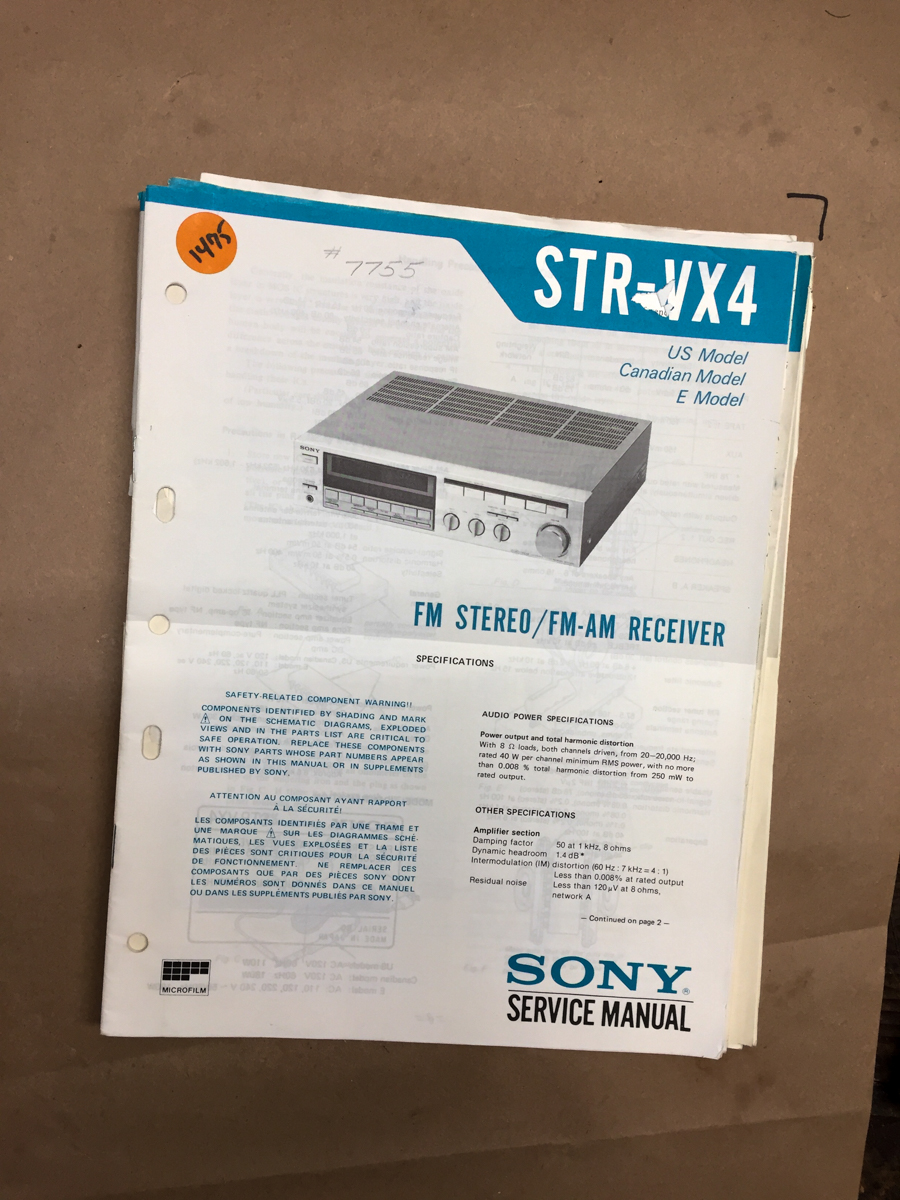 1475
# 7755
STR-VX4
US Model
Canadian Model
E Model
SONY
FM STEREO/FM-AM RECEIVER
SPECIFICATIONS
SAFETY-RELATED COMPONENT WARNING!!
COMPONENTS IDENTIFIED BY SHADING AND MARK
⚠ ON THE SCHEMATIC DIAGRAMS, EXPLODED
VIEWS AND IN THE PARTS LIST ARE CRITICAL TO
SAFE OPERATION. REPLACE THESE COMPONENTS
WITH SONY PARTS WHOSE PART NUMBERS APPEAR
AS SHOWN IN THIS MANUAL OR IN SUPPLEMENTS
PUBLISHED BY SONY.
ATTENTION AU COMPOSANT AYANT RAPPORT
À LA SÉCURITÉ!
LES COMPOSANTS IDENTIFIÉS PAR UNE TRAME ET
UNE MARQUE ⚠ SUR LES DIAGRAMMES SCHÉ-
MATIQUES, LES VUES EXPLOSÉES ET LA LISTE
DES PIÈCES SONT CRITIQUES POUR LA SÉCURITÉ
DE FONCTIONNEMENT. NE REMPLACER CES
COMPOSANTS QUE PAR DES PIÈCES SONY DONT
LES NUMÉROS SONT DONNÉS DANS CE MANUEL
OU DANS LES SUPPLÉMENTS PUBLIÉS PAR SONY.
AUDIO POWER SPECIFICATIONS
Power output and total harmonic distortion
With 8 Ω loads, both channels driven, from 20–20,000 Hz;
rated 40 W per channel minimum RMS power, with no more
than 0.008 % total harmonic distortion from 250 mW to
rated output.
OTHER SPECIFICATIONS
Amplifier section
Damping factor 50 at 1 kHz, 8 ohms
Dynamic headroom 1.4 dB*
Intermodulation (IM) distortion (60 Hz : 7 kHz = 4 : 1)
Less than 0.008% at rated output
Residual noise Less than 120 µV at 8 ohms,
network A
– Continued on page 2 –
MICROFILM
SONY®
SERVICE MANUAL